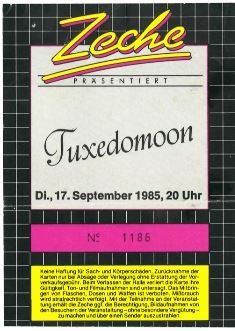 Zeche
PRÄSENTIERT
Tuxedomoon
Di., 17. September 1985, 20 Uhr
Nº 1186
Keine Haftung für Sach- und Körperschäden. Zurücknahme der
Karten nur bei Absage oder Verlegung ohne Erstattung der Vor-
verkaufsgebühr. Beim Verlassen der Halle verliert die Karte ihre
Gültigkeit. Ton- und Filmaufnahmen sind untersagt. Das Mitbrin-
gen von Flaschen, Dosen und Waffen ist verboten. Mißbrauch
wird strafrechtlich verfolgt. Mit der Teilnahme an der Veranstal-
tung erhält die Zeche ggf. die Berechtigung, Bildaufnahmen von
den Besuchern der Veranstaltung – ohne besondere Vergütung –
zu machen und über einen Sender auszustrahlen.